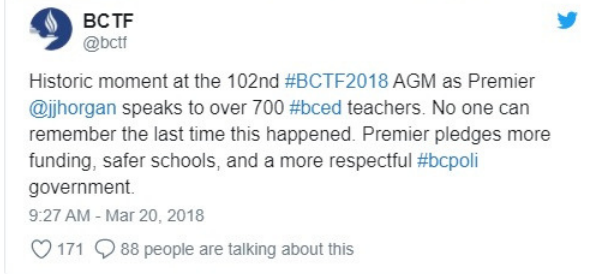 BCTF
@bctf
Historic moment at the 102nd #BCTF2018 AGM as Premier
@jjhorgan speaks to over 700 #bced teachers. No one can
remember the last time this happened. Premier pledges more
funding, safer schools, and a more respectful #bcpoli
government.
9:27 AM - Mar 20, 2018
171 88 people are talking about this